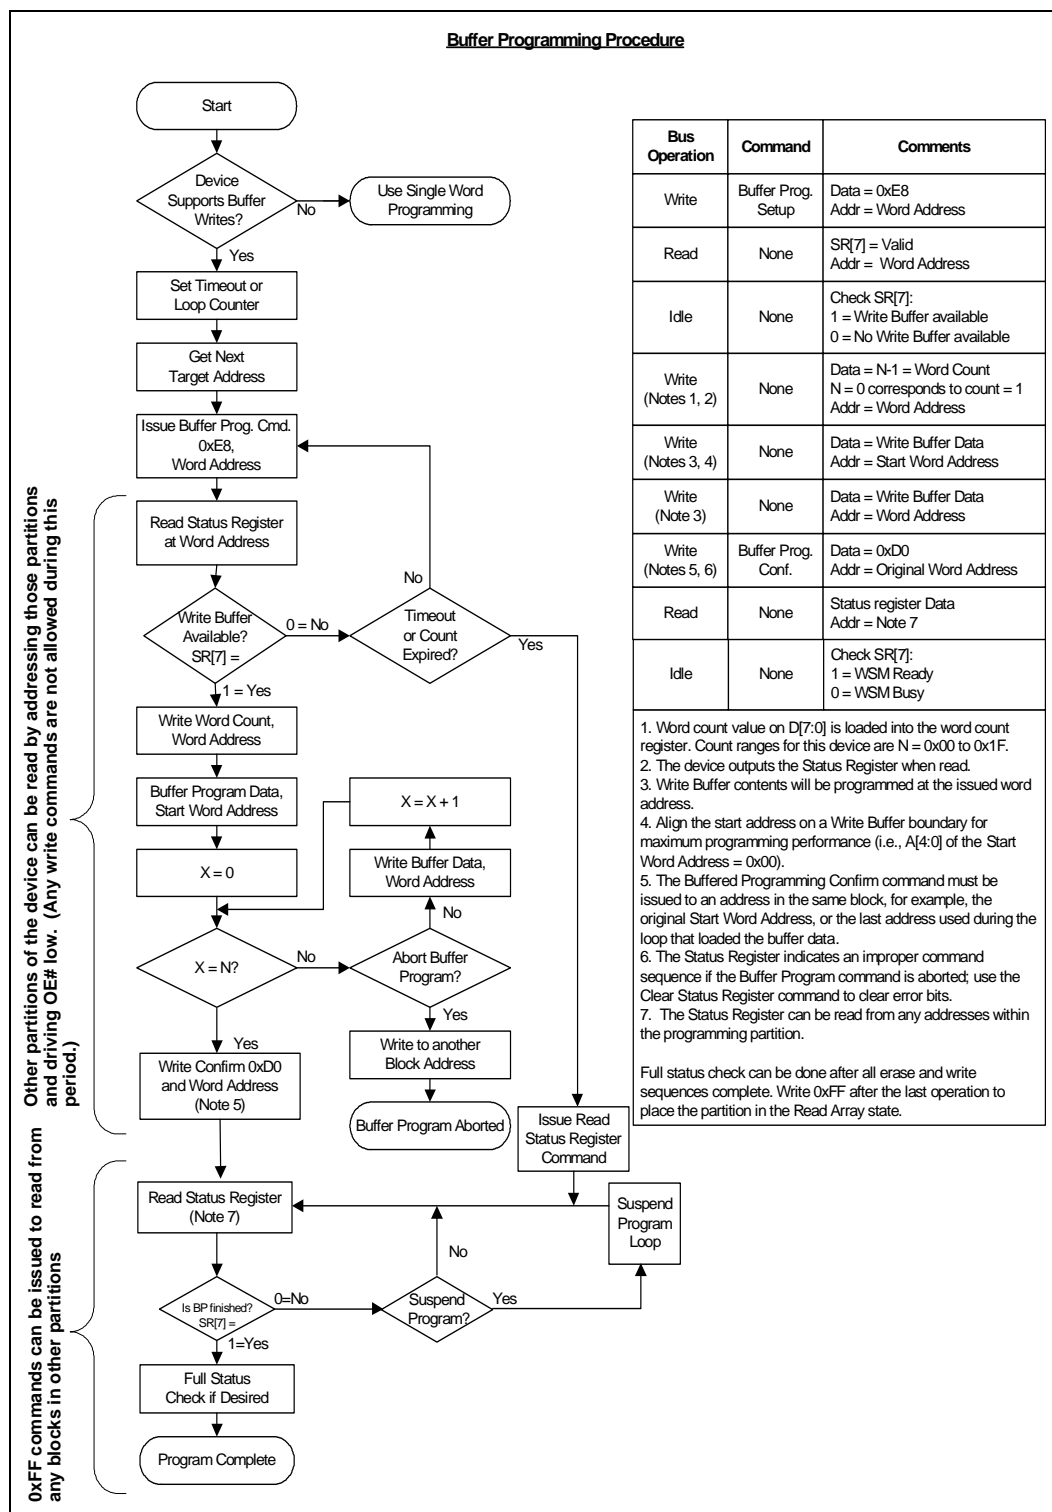 Buffer Programming Procedure
Start
Device
Supports Buffer
Writes?
No
Use Single Word
Programming
Yes
Set Timeout or
Loop Counter
Get Next
Target Address
Issue Buffer Prog. Cmd.
0xE8,
Word Address
Read Status Register
at Word Address
No
Write Buffer
Available?
SR[7] =
0 = No
Timeout
or Count
Expired?
Yes
1 = Yes
Write Word Count,
Word Address
Buffer Program Data,
Start Word Address
X = X + 1
X = 0
Write Buffer Data,
Word Address
No
X = N?
No
Abort Buffer
Program?
Yes
Yes
Write Confirm 0xD0
and Word Address
(Note 5)
Write to another
Block Address
Buffer Program Aborted
Issue Read
Status Register
Command
Read Status Register
(Note 7)
Suspend
Program
Loop
No
Is BP finished?
SR[7] =
0=No
Suspend
Program?
Yes
1=Yes
Full Status
Check if Desired
Program Complete
Other partitions of the device can be read by addressing those partitions
and driving OE# low. (Any write commands are not allowed during this
period.)
0xFF commands can be issued to read from
any blocks in other partitions
Bus
Operation
Command
Comments
Write
Buffer Prog.
Setup
Data = 0xE8
Addr = Word Address
Read
None
SR[7] = Valid
Addr = Word Address
Idle
None
Check SR[7]:
1 = Write Buffer available
0 = No Write Buffer available
Write
(Notes 1, 2)
None
Data = N-1 = Word Count
N = 0 corresponds to count = 1
Addr = Word Address
Write
(Notes 3, 4)
None
Data = Write Buffer Data
Addr = Start Word Address
Write
(Note 3)
None
Data = Write Buffer Data
Addr = Word Address
Write
(Notes 5, 6)
Buffer Prog.
Conf.
Data = 0xD0
Addr = Original Word Address
Read
None
Status register Data
Addr = Note 7
Idle
None
Check SR[7]:
1 = WSM Ready
0 = WSM Busy
1. Word count value on D[7:0] is loaded into the word count
register. Count ranges for this device are N = 0x00 to 0x1F.
2. The device outputs the Status Register when read.
3. Write Buffer contents will be programmed at the issued word
address.
4. Align the start address on a Write Buffer boundary for
maximum programming performance (i.e., A[4:0] of the Start
Word Address = 0x00).
5. The Buffered Programming Confirm command must be
issued to an address in the same block, for example, the
original Start Word Address, or the last address used during the
loop that loaded the buffer data.
6. The Status Register indicates an improper command
sequence if the Buffer Program command is aborted; use the
Clear Status Register command to clear error bits.
7. The Status Register can be read from any addresses within
the programming partition.
Full status check can be done after all erase and write
sequences complete. Write 0xFF after the last operation to
place the partition in the Read Array state.